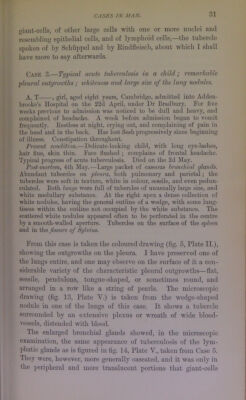 CASES IN MAN. 31
giant-cells, of other large cells with one or more nuclei and
resembling epithelial cells, and of lymphoid cells,—the tubercle
spoken of by Schüppel and by Rindfleisch, about which I shall
have more to say afterwards.
CASE 2.—Typical acute tuberculosis in a child; remarkable
pleural outgrowths; whiteness and large size of the lung nodules.
A. T——, girl, aged eight years, Cambridge, admitted into Adden-
brooke's Hospital on the 22d April, under Dr Bradbury. For five
weeks previous to admission was noticed to be dull and heavy, and
complained of headache. A week before admission began to vomit
frequently. Restless at night, crying out, and complaining of pain in
the head and in the back. Has lost flesh progressively since beginning
of illness. Constipation throughout.
Present condition.—Delicate-looking child, with long eye-lashes,
hair fine, skin thin. Face flushed; complains of frontal headache.
Typical progress of acute tuberculosis. Died on the 3d May.
Post-mortem, 4th May.—Large packet of caseous bronchial glands.
Abundant tubercles on pleura, both pulmonary and parietal; the
tubercles were soft in texture, white in colour, sessile, and even pedun-
culated. Both lungs were full of tubercles of unusually large size, and
white medullary substance. At the right apex a dense collection of
white nodules, having the general outline of a wedge, with some lung-
tissue within the confine not occupied by the white substance. The
scattered white nodules appeared often to be perforated in the centre
by a smooth-walled aperture. Tubercles on the surface of the spleen
and in the fissure of Sylvius.
From this case is taken the coloured drawing (fig. 5, Plate II.),
showing the outgrowths on the pleura. I have preserved one of
the lungs entire, and one may observe on the surface of it a con-
siderable variety of the characteristic pleural outgrowths—flat,
sessile, pendulous, tongue-shaped, or sometimes round, and
arranged in a row like a string of pearls. The microscopic
drawing (fig. 13, Plate V.) is taken from the wedge-shaped
nodule in one of the lungs of this case. It shows a tubercle
surrounded by an extensive plexus or wreath of wide blood-
vessels, distended with blood.
The enlarged bronchial glands showed, in the microscopic
examination, the same appearance of tuberculosis of the lym-
phatic glands as is figured in fig. 14, Plate V., taken from Case 5.
They were, however, more generally caseated, and it was only in
the peripheral and more translucent portions that giant-cells